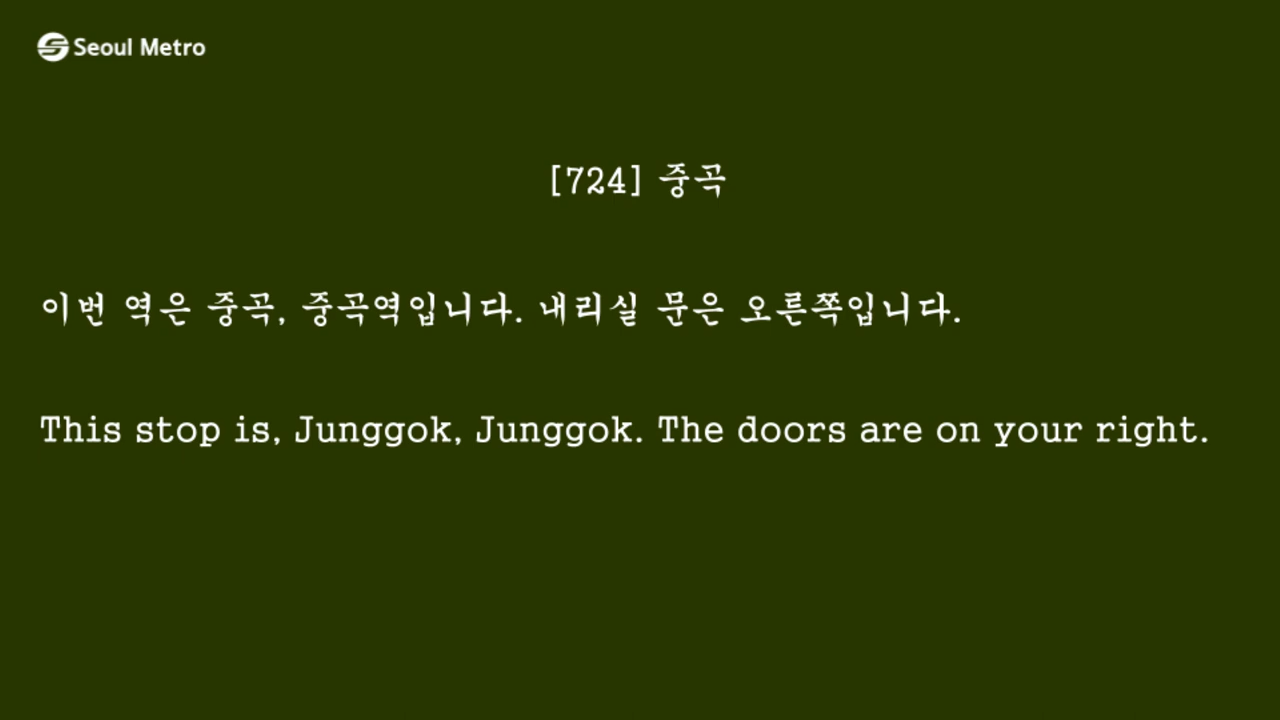 Seoul Metro
[724] 중곡
이번 역은 중곡, 중곡역입니다. 내리실 문은 오른쪽입니다.
This stop is, Junggok, Junggok. The doors are on your right.